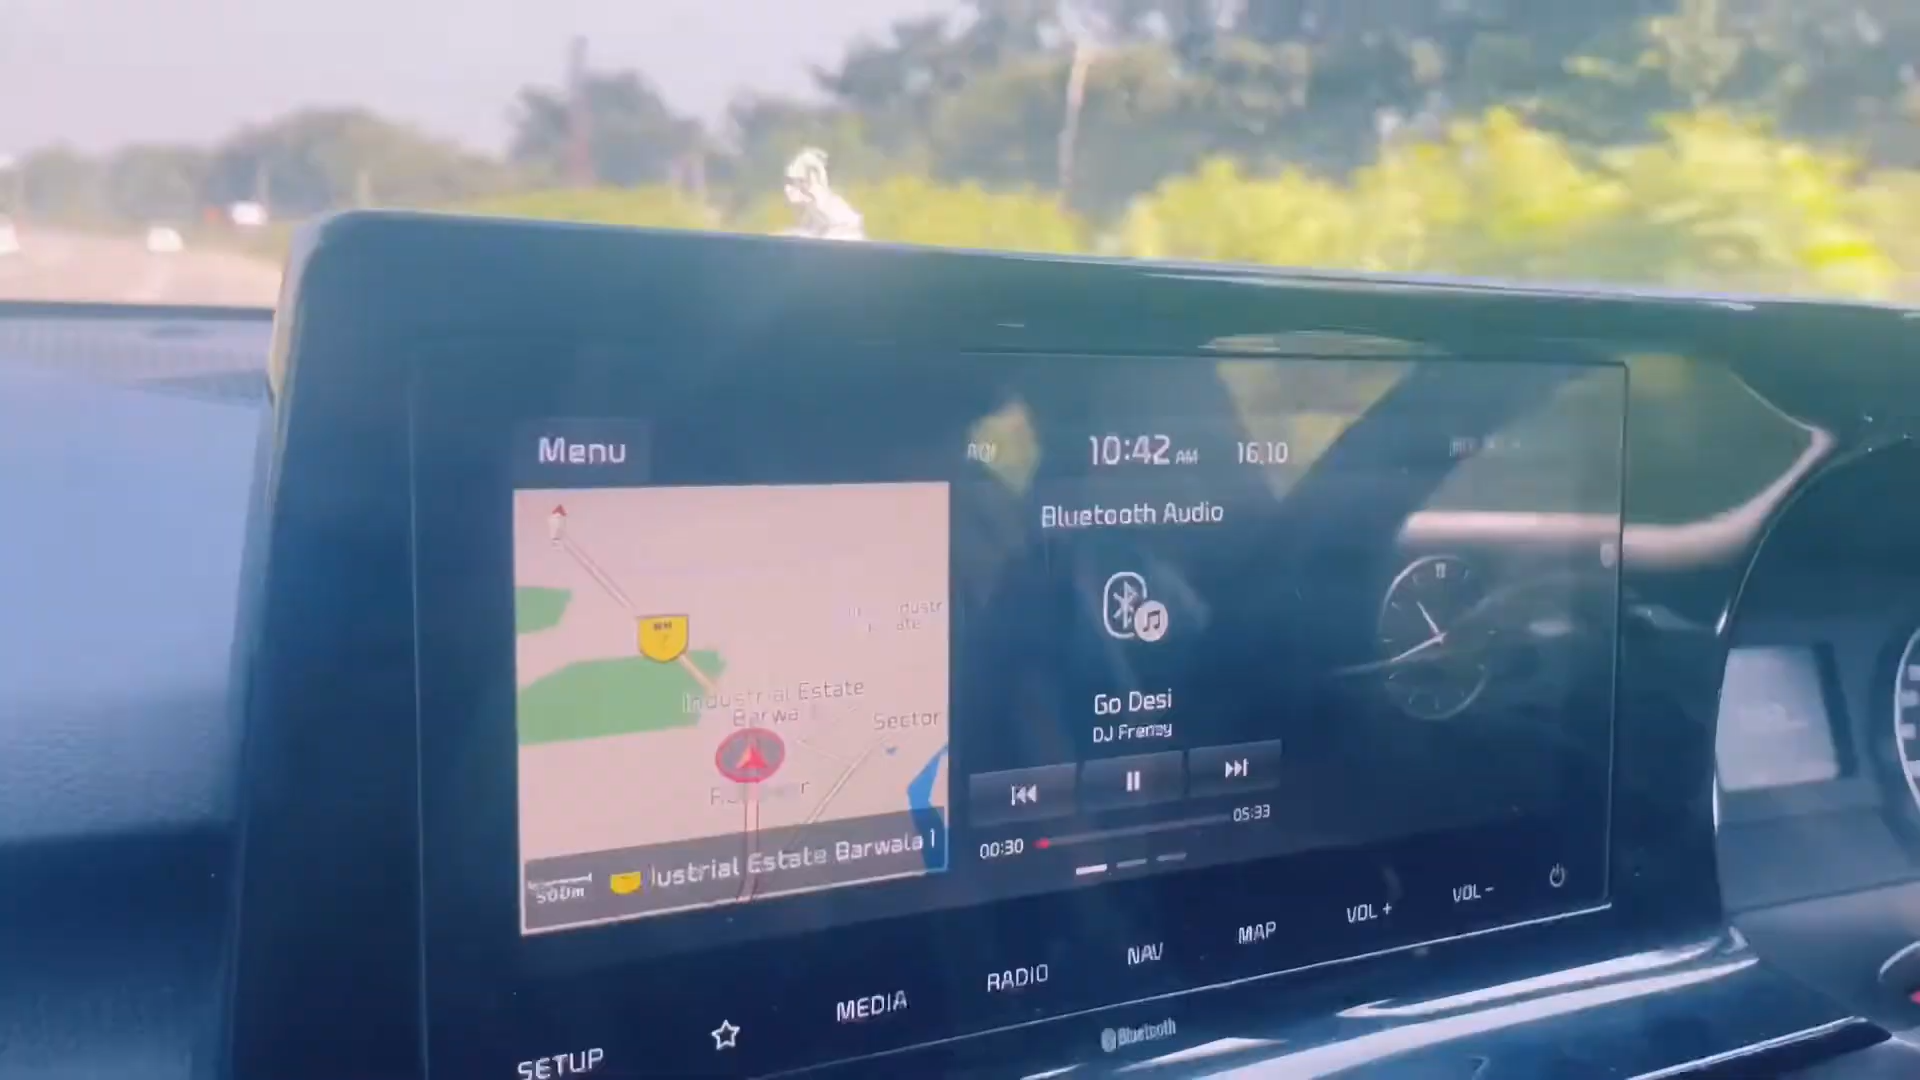 Menu
AQI
10:42 AM
16.10
Bluetooth Audio
Industrial Estate
Sector
Go Desi
DJ Frenzy
00:30
05:33
500m
lustrial Estate Barwala
SETUP
MEDIA
RADIO
NAV
MAP
VOL +
VOL -
Bluetooth